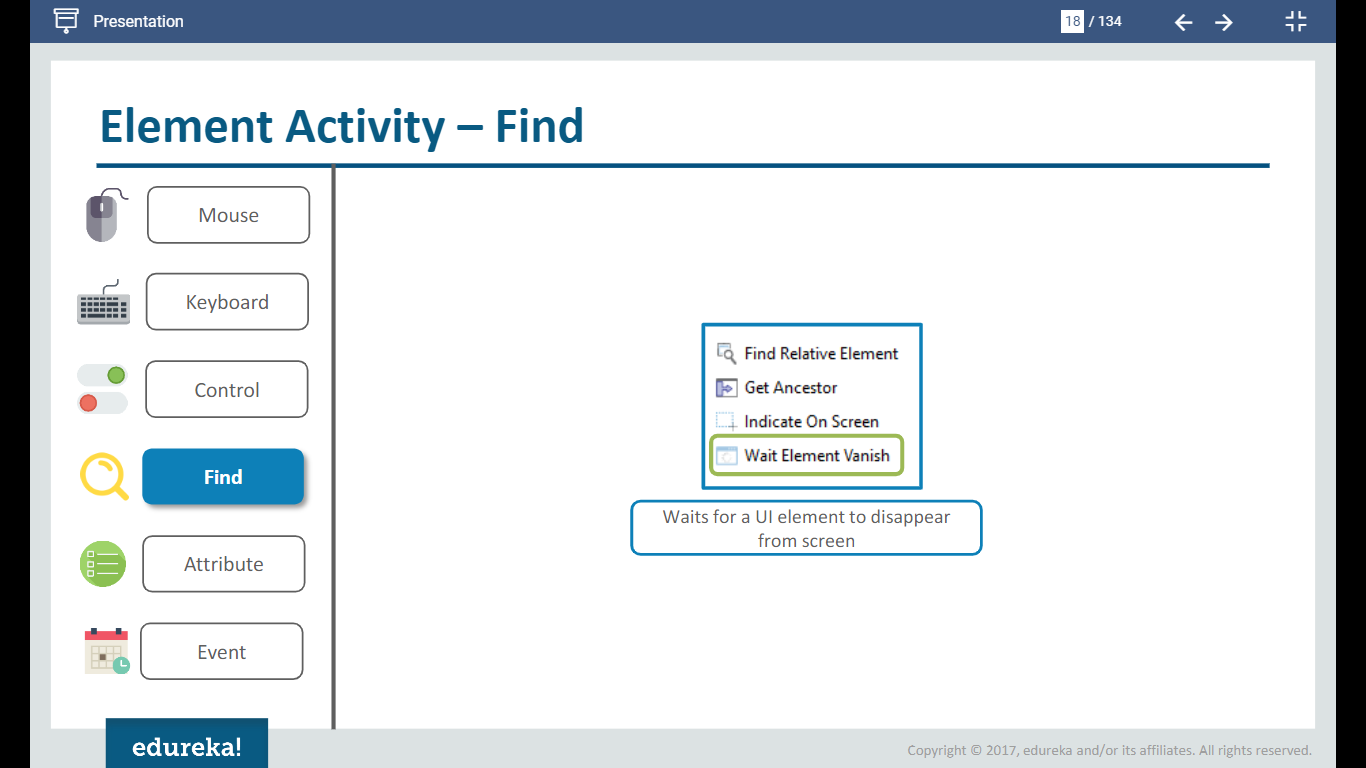 Presentation
18 / 134
Element Activity – Find
Mouse
Keyboard
Control
Find
Attribute
Event
Find Relative Element
Get Ancestor
Indicate On Screen
Wait Element Vanish
Waits for a UI element to disappear
from screen
edureka!
Copyright © 2017, edureka and/or its affiliates. All rights reserved.